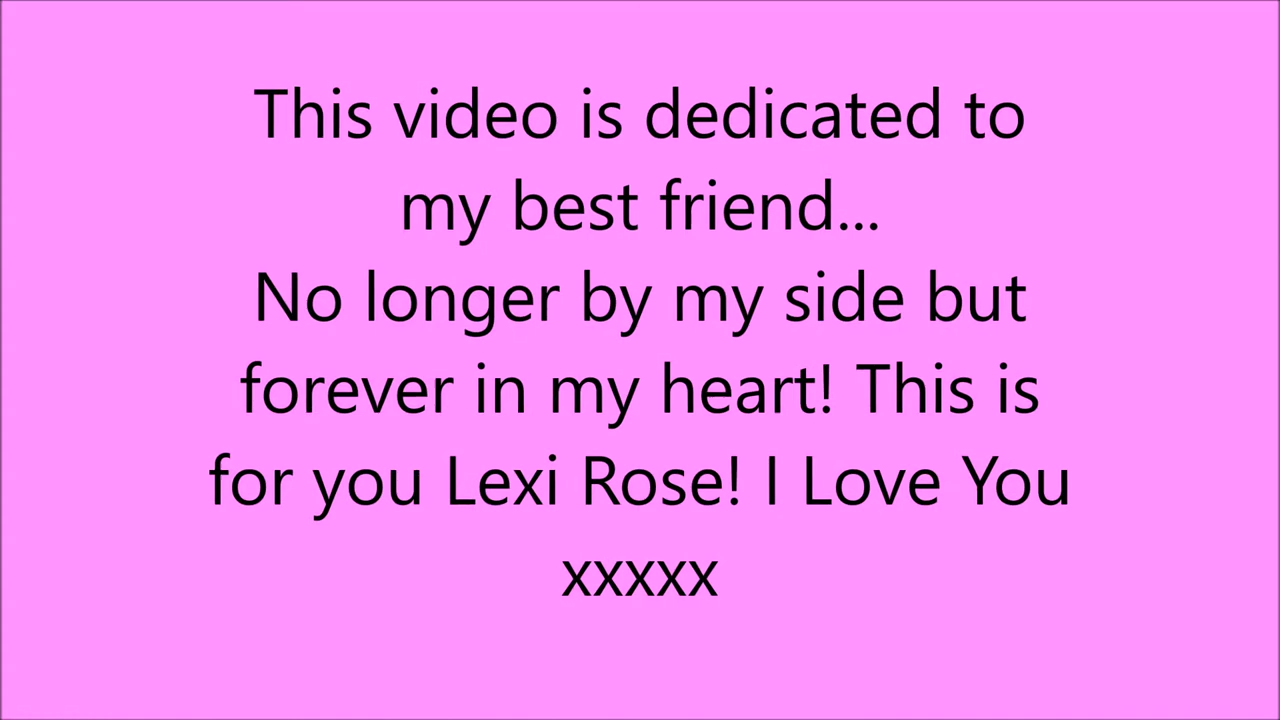 This video is dedicated to
my best friend...
No longer by my side but
forever in my heart! This is
for you Lexi Rose! I Love You
xxxxx